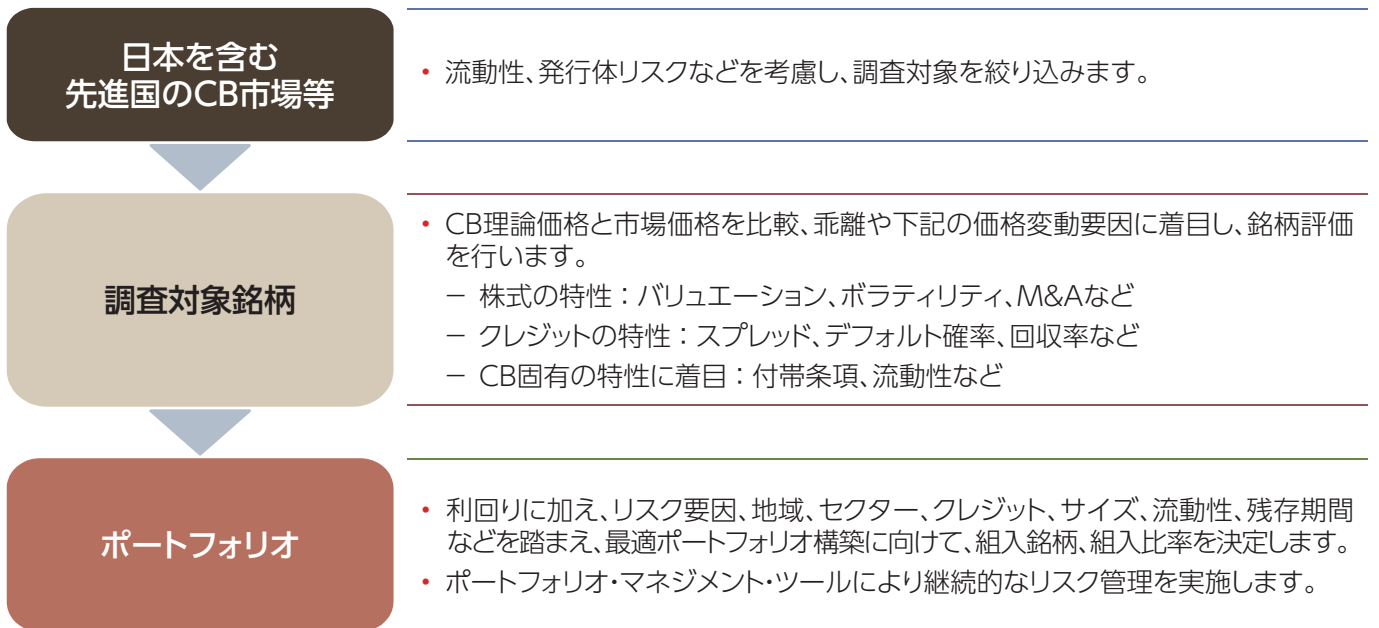 日本を含む
先進国のCB市場等
• 流動性、発行体リスクなどを考慮し、調査対象を絞り込みます。
調査対象銘柄
• CB理論価格と市場価格を比較、乖離や下記の価格変動要因に着目し、銘柄評価
を行います。
− 株式の特性：バリュエーション、ボラティリティ、M&Aなど
− クレジットの特性：スプレッド、デフォルト確率、回収率など
− CB固有の特性に着目：付帯条項、流動性など
ポートフォリオ
• 利回りに加え、リスク要因、地域、セクター、クレジット、サイズ、流動性、残存期間
などを踏まえ、最適ポートフォリオ構築に向けて、組入銘柄、組入比率を決定します。
• ポートフォリオ・マネジメント・ツールにより継続的なリスク管理を実施します。